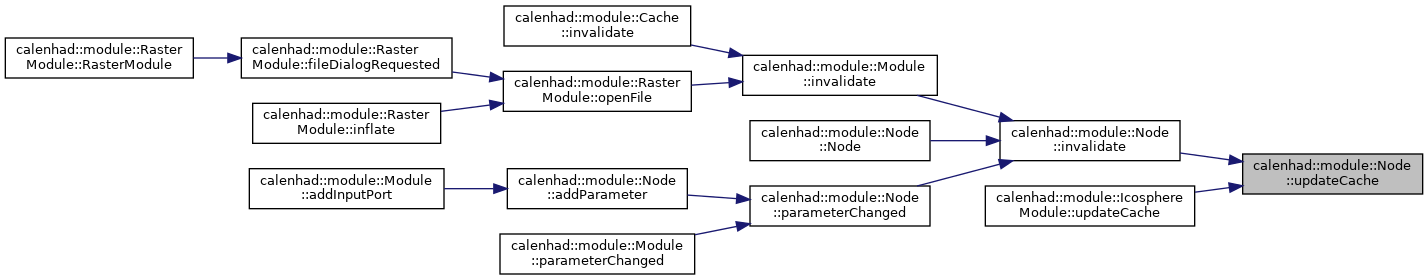 calenhad::module::Raster
Module::RasterModule
calenhad::module::Raster
Module::fileDialogRequested
calenhad::module::Raster
Module::inflate
calenhad::module::Module
::addInputPort
calenhad::module::Cache
::invalidate
calenhad::module::Raster
Module::openFile
calenhad::module::Node
::addParameter
calenhad::module::Module
::parameterChanged
calenhad::module::Module
::invalidate
calenhad::module::Node
::Node
calenhad::module::Node
::parameterChanged
calenhad::module::Node
::invalidate
calenhad::module::Icosphere
Module::updateCache
calenhad::module::Node
::updateCache